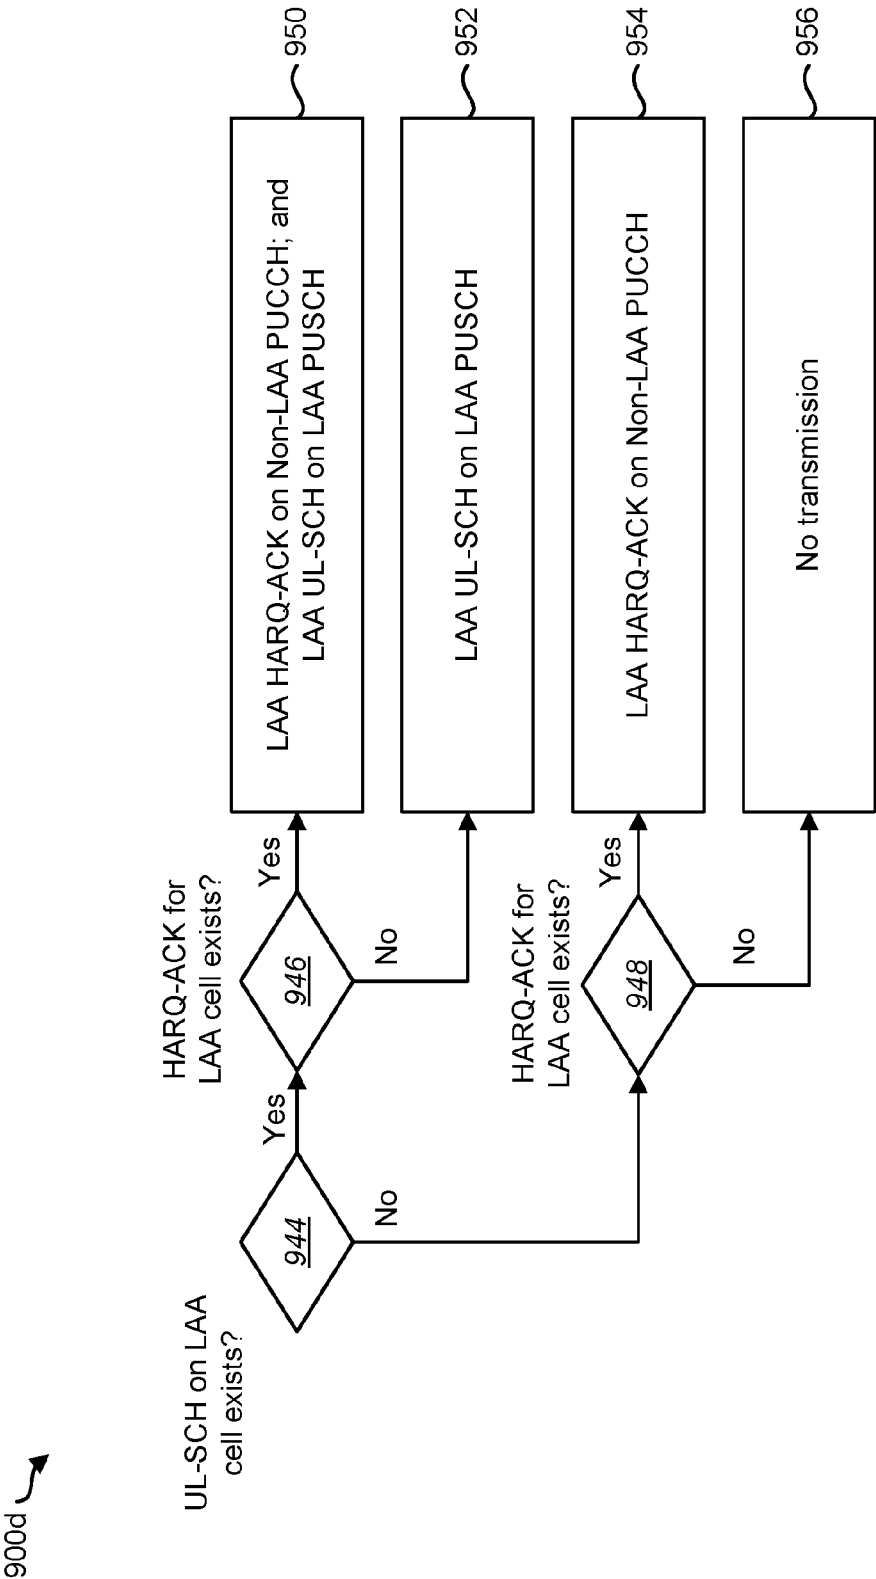 900d
UL-SCH on LAA
cell exists?
944
Yes
No
HARQ-ACK for
LAA cell exists?
946
Yes
No
LAA HARQ-ACK on Non-LAA PUCCH; and
LAA UL-SCH on LAA PUSCH
950
LAA UL-SCH on LAA PUSCH
952
HARQ-ACK for
LAA cell exists?
948
Yes
No
LAA HARQ-ACK on Non-LAA PUCCH
954
No transmission
956